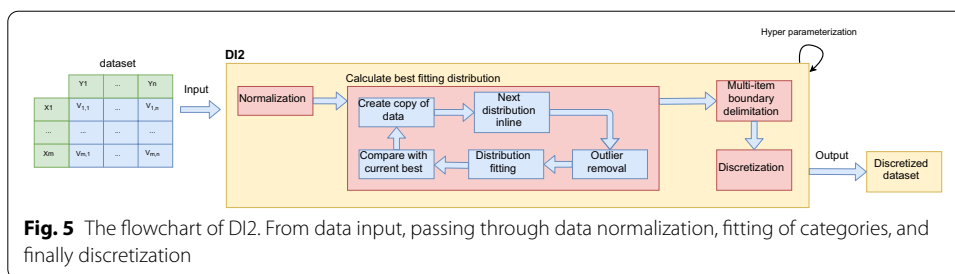 Hyper parameterization
dataset
DI2
Y1 ... Yn
X1 V1,1 ... V1,n
... ... ... ...
Xm Vm,1 ... Vm,n
Input
Normalization
Calculate best fitting distribution
Create copy of
data
Next
distribution
inline
Compare with
current best
Distribution
fitting
Outlier
removal
Multi-item
boundary
delimitation
Discretization
Output
Discretized
dataset
Fig. 5 The flowchart of DI2. From data input, passing through data normalization, fitting of categories, and
finally discretization